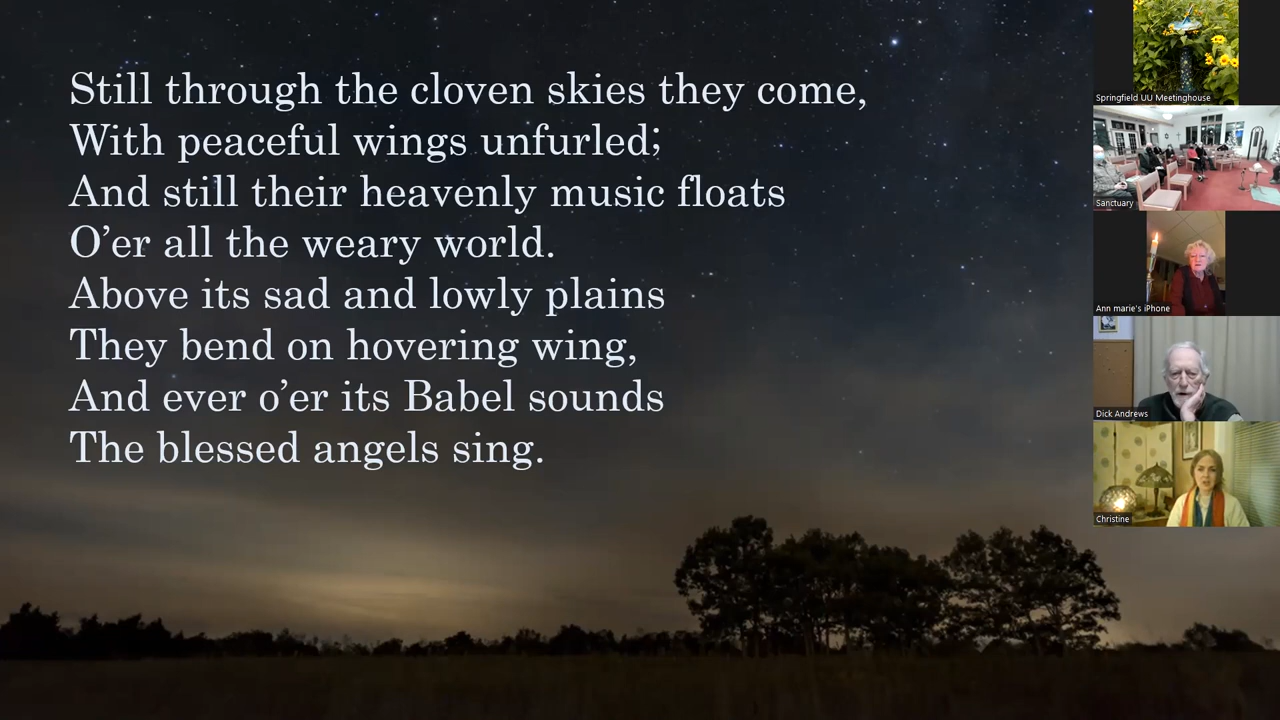 Still through the cloven skies they come,
With peaceful wings unfurled;
And still their heavenly music floats
O’er all the weary world.
Above its sad and lowly plains
They bend on hovering wing,
And ever o’er its Babel sounds
The blessed angels sing.
Springfield UU Meetinghouse
Sanctuary
Ann marie's iPhone
Dick Andrews
Christine